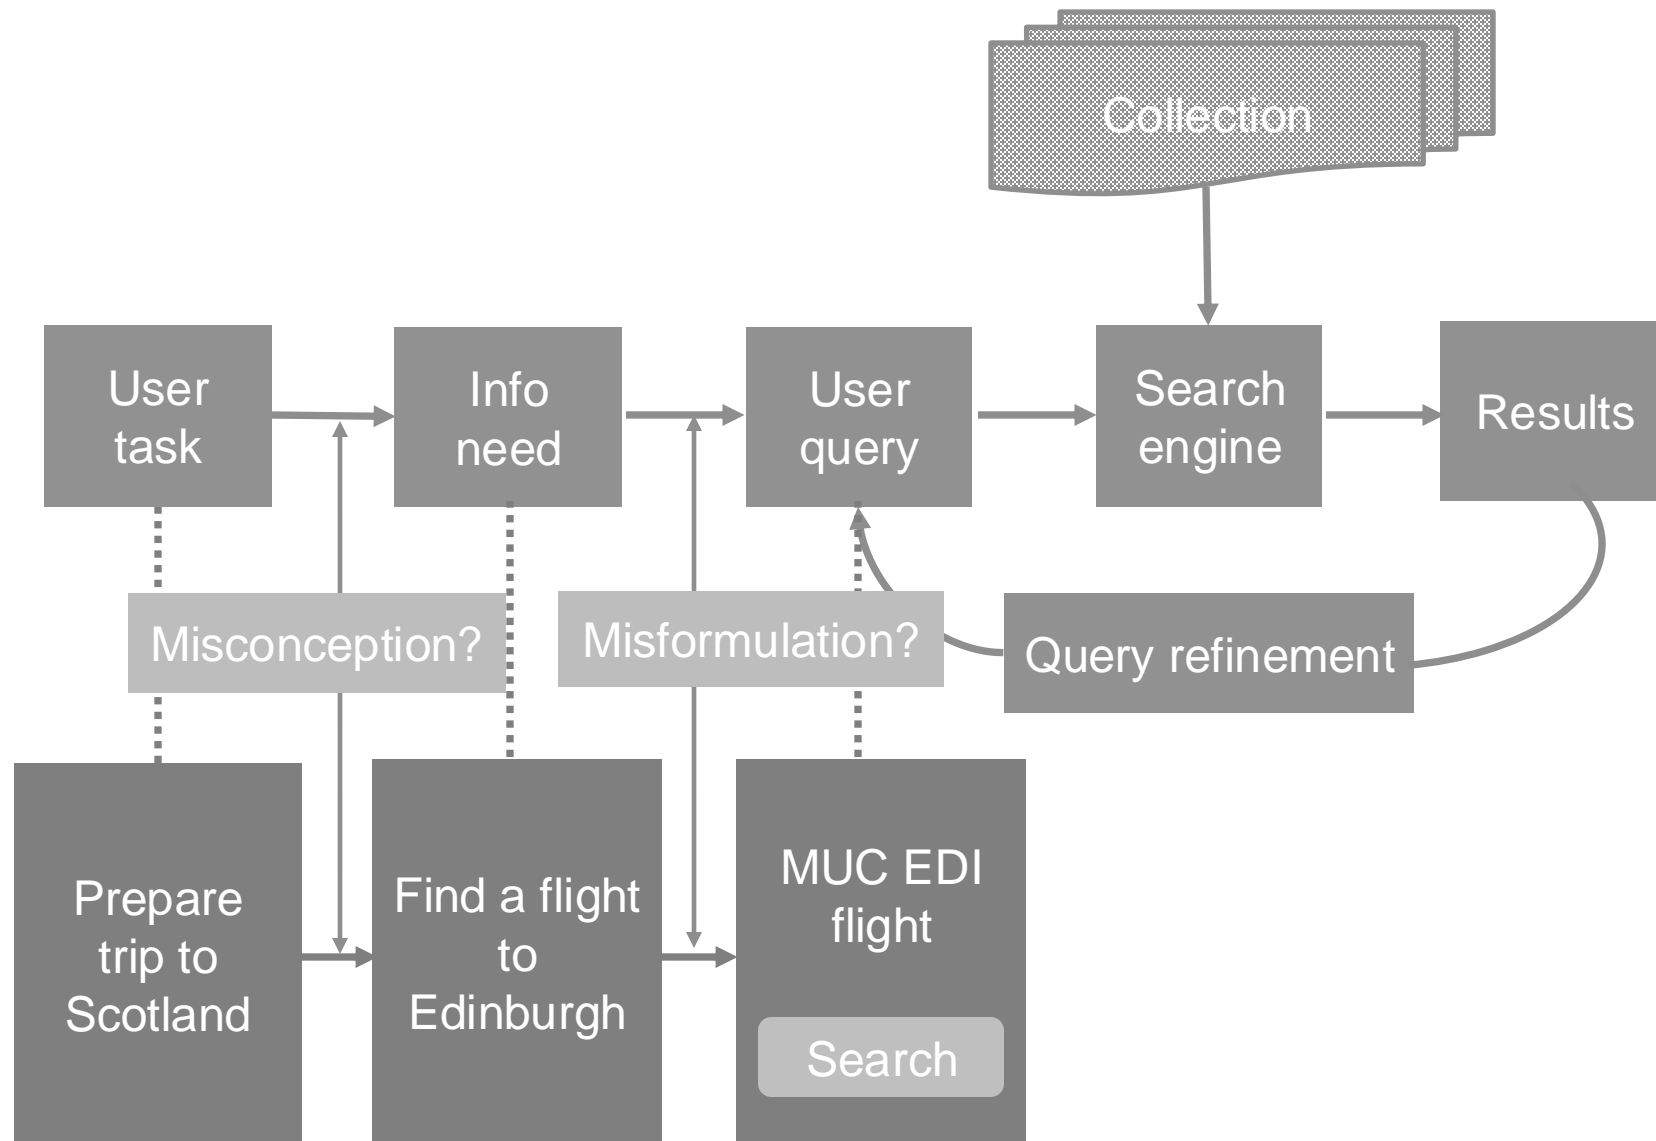 Collection
User
task
Info
need
User
query
Search
engine
Results
Misconception?
Misformulation?
Query refinement
Prepare
trip to
Scotland
Find a flight
to
Edinburgh
MUC EDI
flight
Search